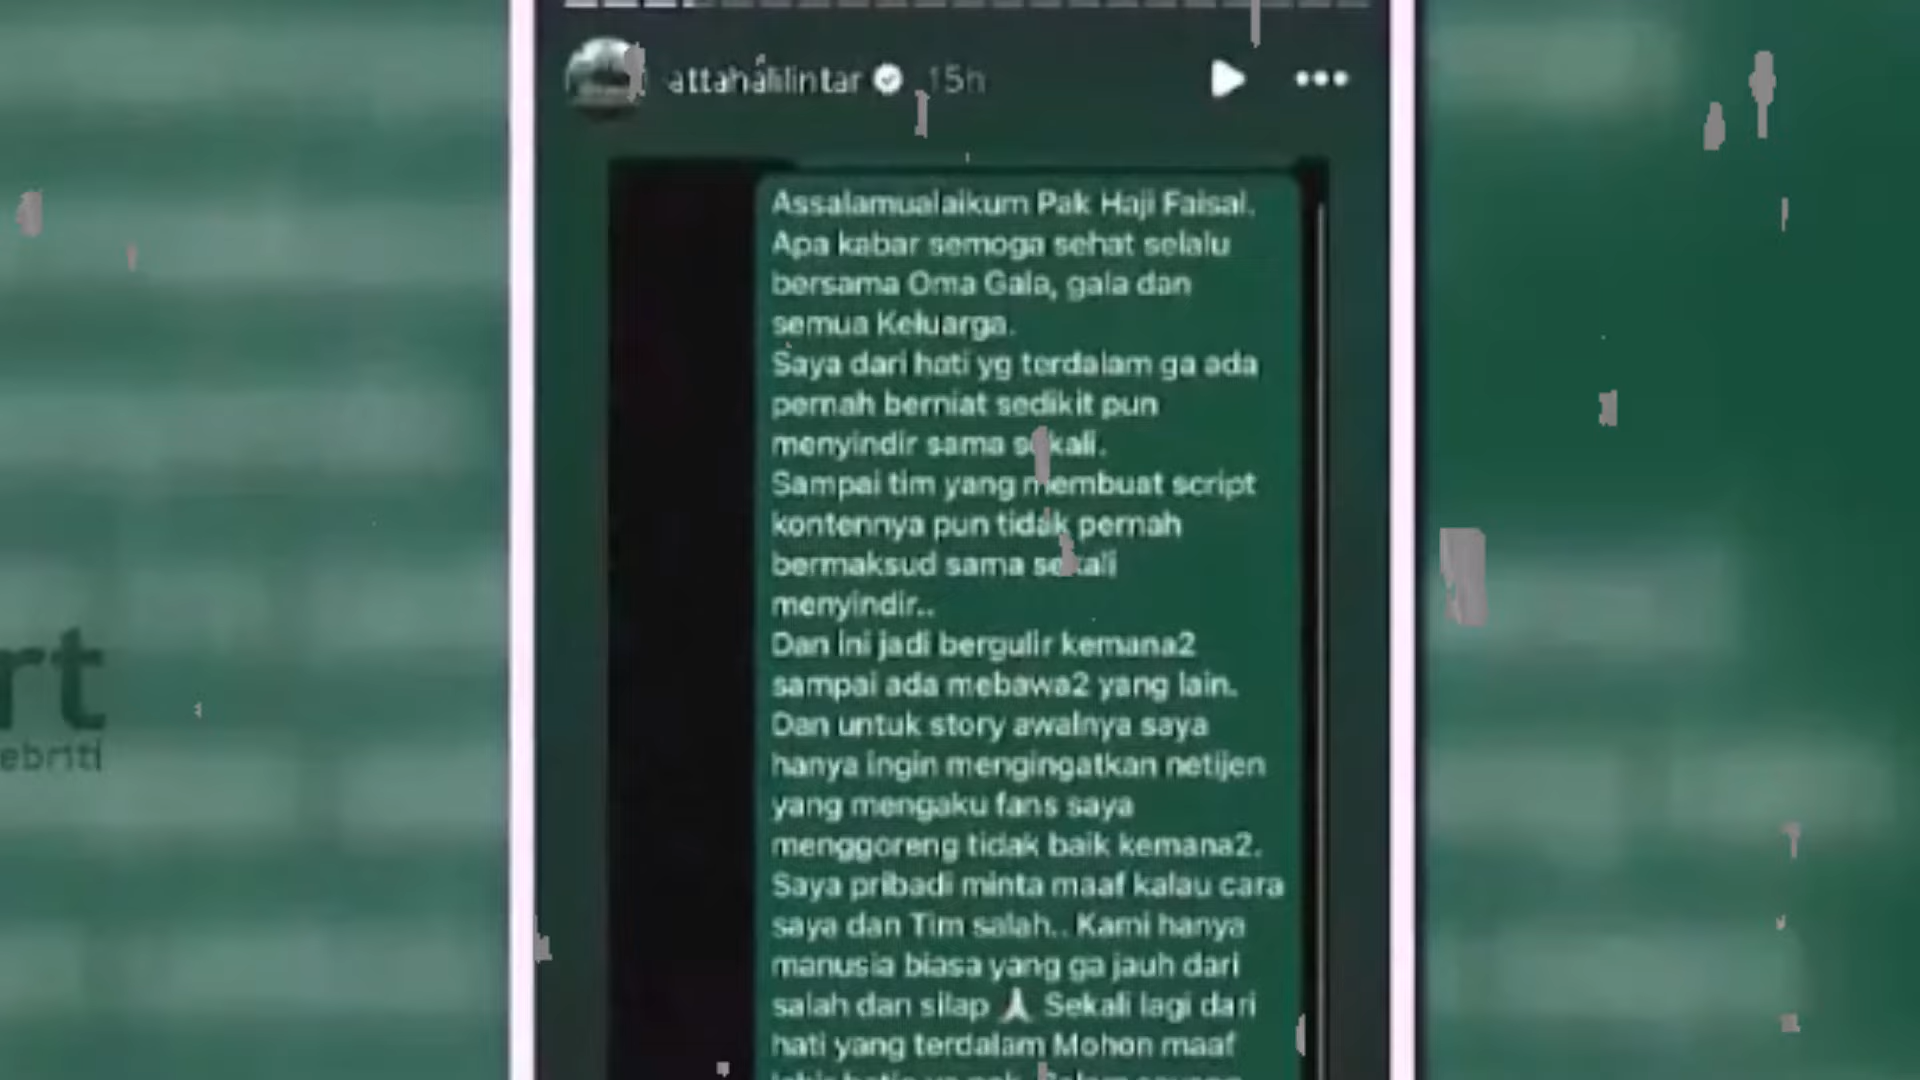 attahalilintar 15h
Assalamualaikum Pak Haji Faisal.
Apa kabar semoga sehat selalu
bersama Oma Gala, gala dan
semua Keluarga.
Saya dari hati yg terdalam ga ada
pernah berniat sedikit pun
menyindir sama sekali.
Sampai tim yang membuat script
kontennya pun tidak pernah
bermaksud sama sekali
menyindir..
Dan ini jadi bergulir kemana2
sampai ada mebawa2 yang lain.
Dan untuk story awalnya saya
hanya ingin mengingatkan netijen
yang mengaku fans saya
menggoreng tidak baik kemana2.
Saya pribadi minta maaf kalau cara
saya dan Tim salah.. Kami hanya
manusia biasa yang ga jauh dari
salah dan silap 🙏 Sekali lagi dari
hati yang terdalam Mohon maaf
rt
ebriti